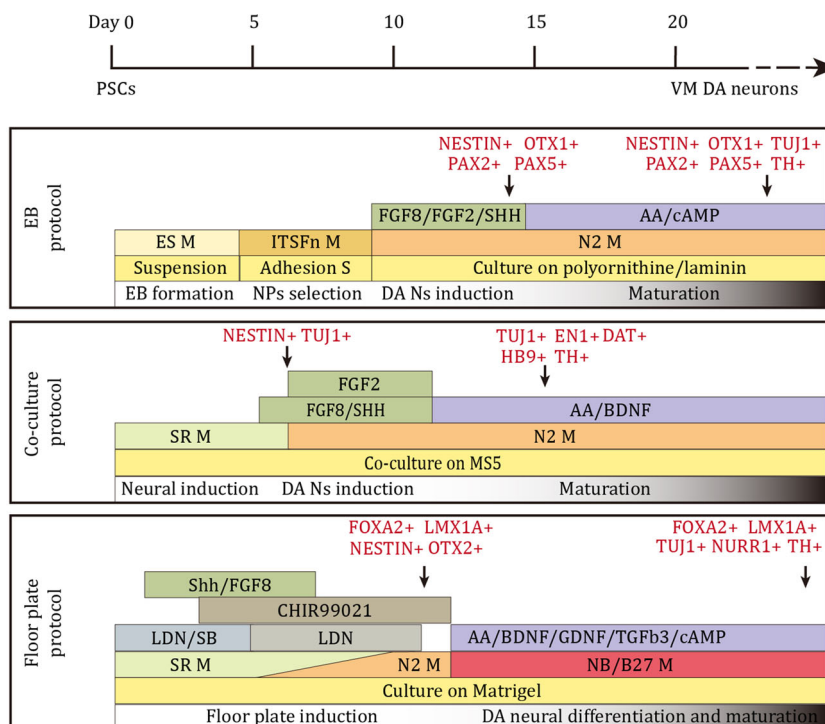 Day 0 5 10 15 20
PSCs VM DA neurons
EB
protocol
NESTIN+ OTX1+
PAX2+ PAX5+
NESTIN+ OTX1+ TUJ1+
PAX2+ PAX5+ TH+
FGF8/FGF2/SHH AA/cAMP
ES M ITSFn M N2 M
Suspension Adhesion S Culture on polyornithine/laminin
EB formation NPs selection DA Ns induction Maturation
Co-culture
protocol
NESTIN+ TUJ1+
TUJ1+ EN1+ DAT+
HB9+ TH+
FGF2
FGF8/SHH AA/BDNF
SR M N2 M
Co-culture on MS5
Neural induction DA Ns induction Maturation
Floor plate
protocol
FOXA2+ LMX1A+
NESTIN+ OTX2+
FOXA2+ LMX1A+
TUJ1+ NURR1+ TH+
Shh/FGF8
CHIR99021
LDN/SB LDN AA/BDNF/GDNF/TGFb3/cAMP
SR M N2 M NB/B27 M
Culture on Matrigel
Floor plate induction DA neural differentiation and maturation